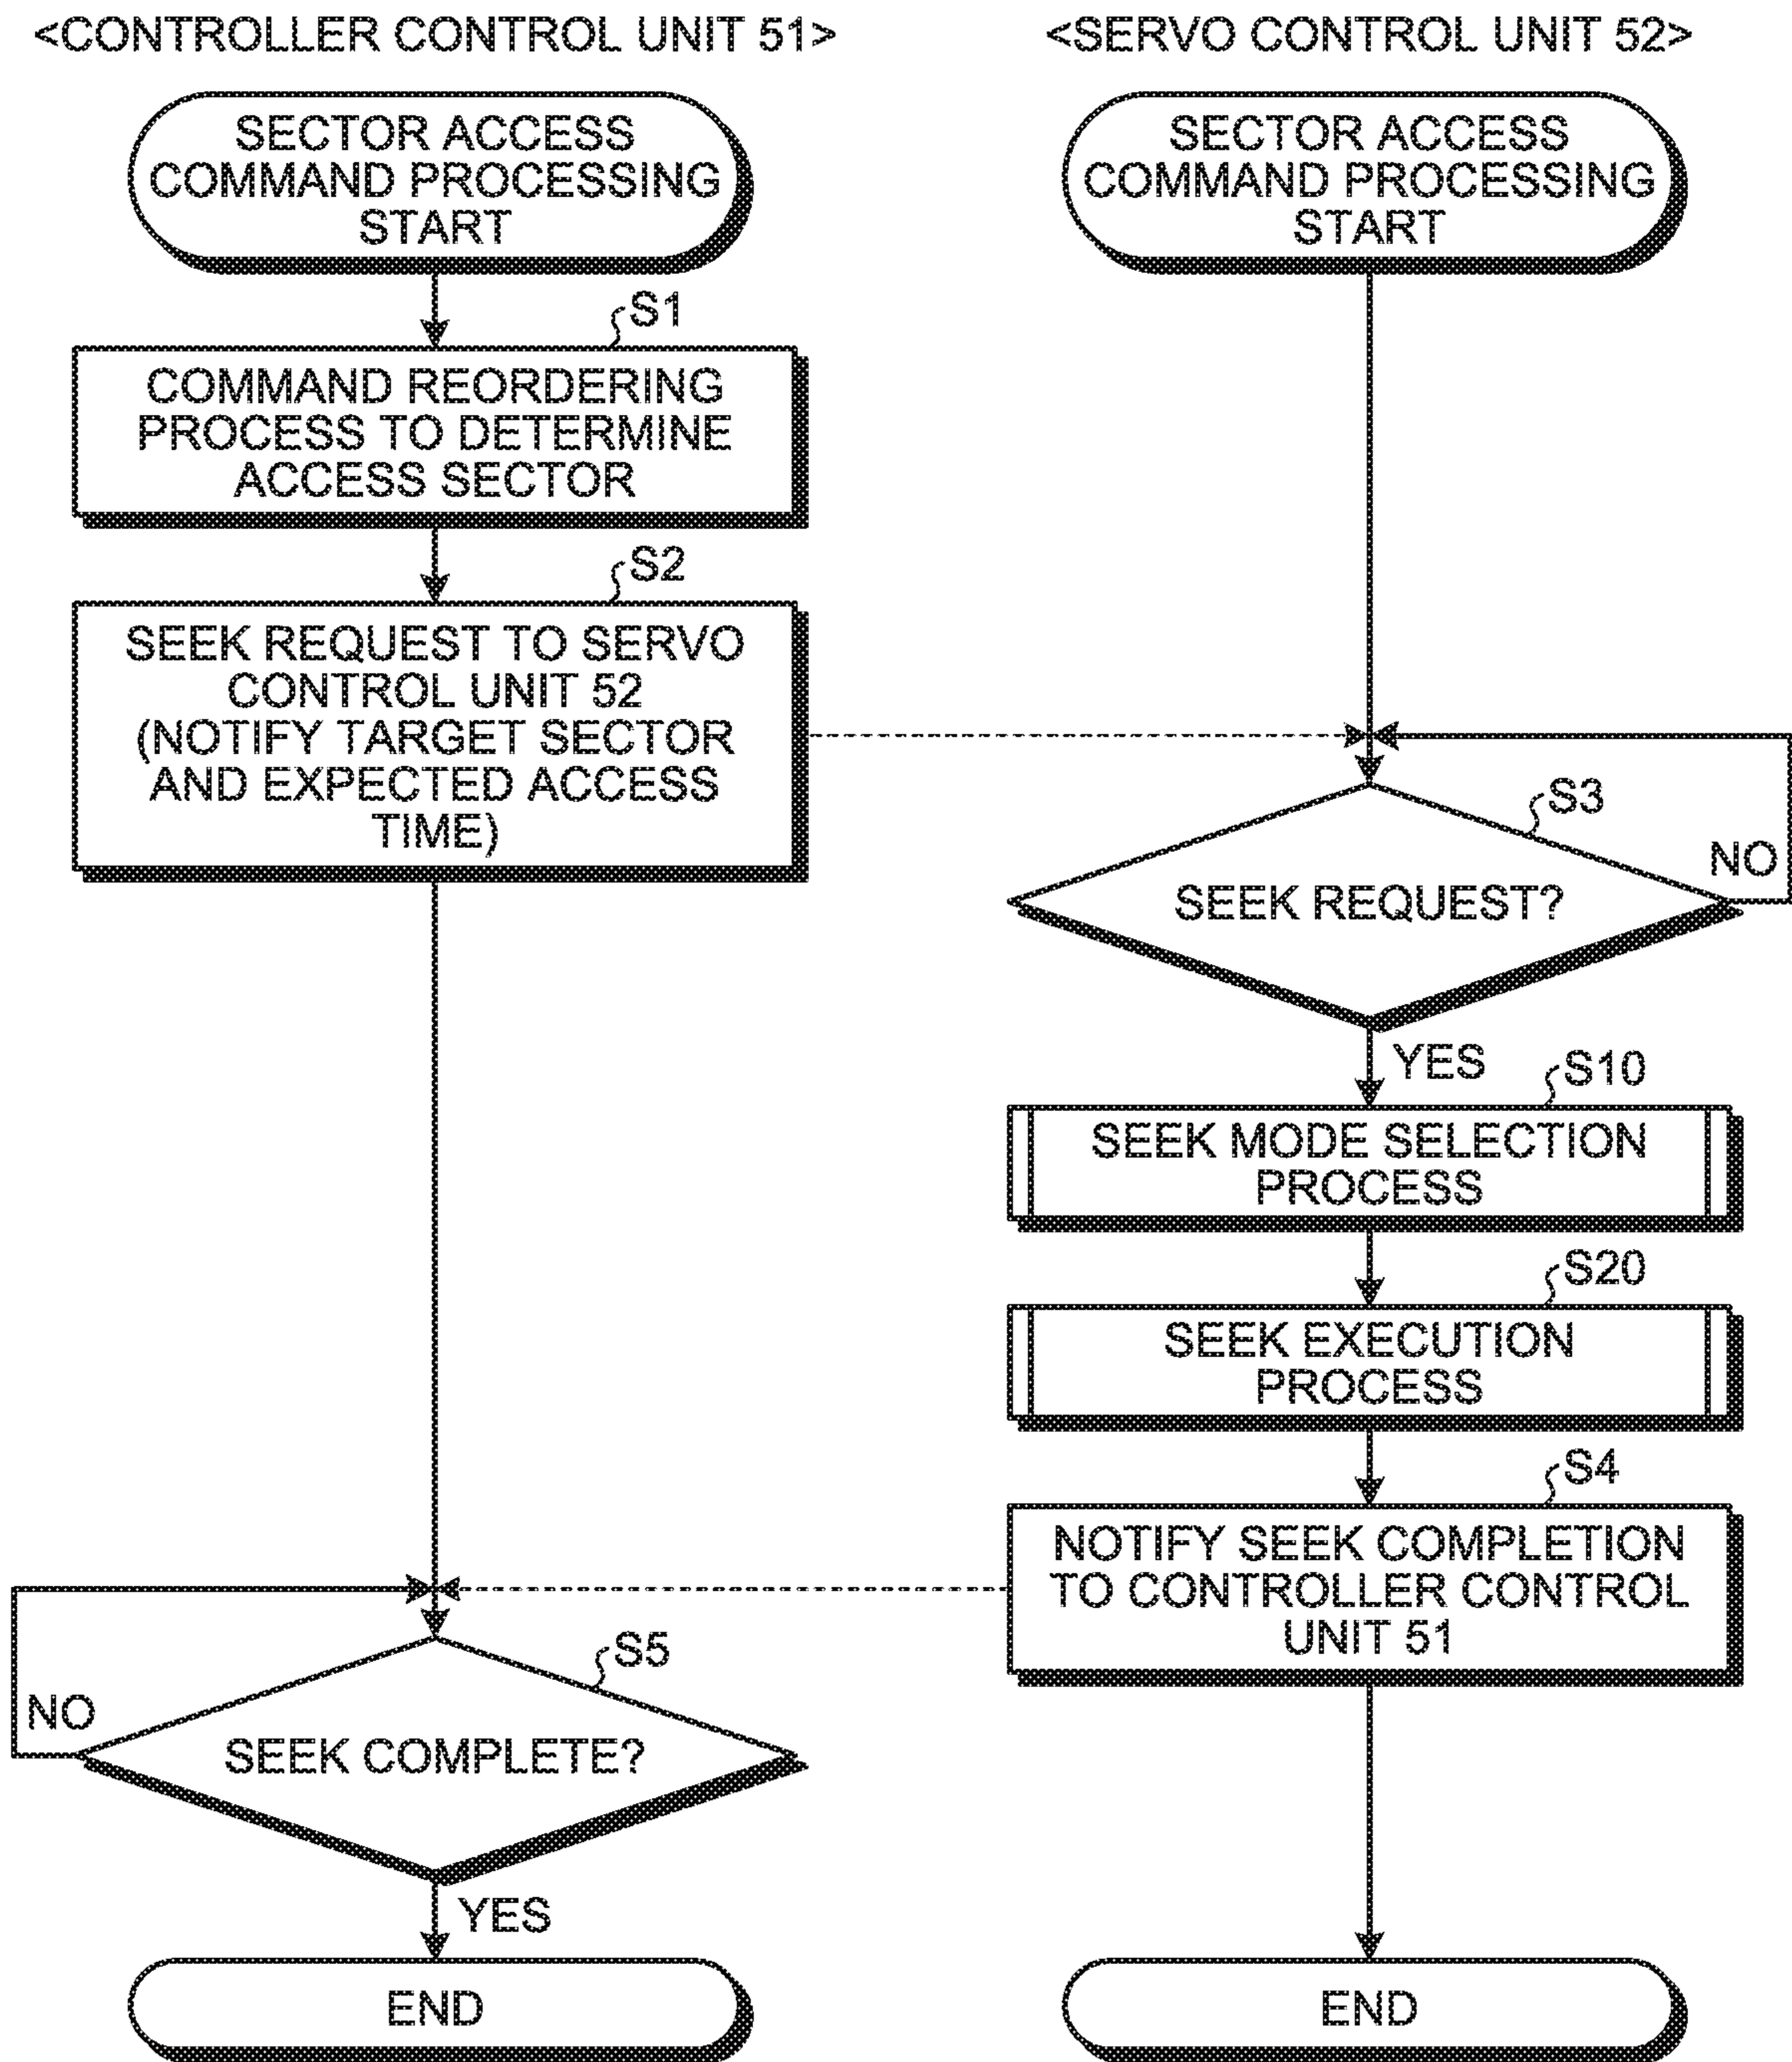 <CONTROLLER CONTROL UNIT 51>
SECTOR ACCESS
COMMAND PROCESSING
START
S1
COMMAND REORDERING
PROCESS TO DETERMINE
ACCESS SECTOR
S2
SEEK REQUEST TO SERVO
CONTROL UNIT 52
(NOTIFY TARGET SECTOR
AND EXPECTED ACCESS
TIME)
S5
NO
SEEK COMPLETE?
YES
END
<SERVO CONTROL UNIT 52>
SECTOR ACCESS
COMMAND PROCESSING
START
S3
NO
SEEK REQUEST?
YES
S10
SEEK MODE SELECTION
PROCESS
S20
SEEK EXECUTION
PROCESS
S4
NOTIFY SEEK COMPLETION
TO CONTROLLER CONTROL
UNIT 51
END